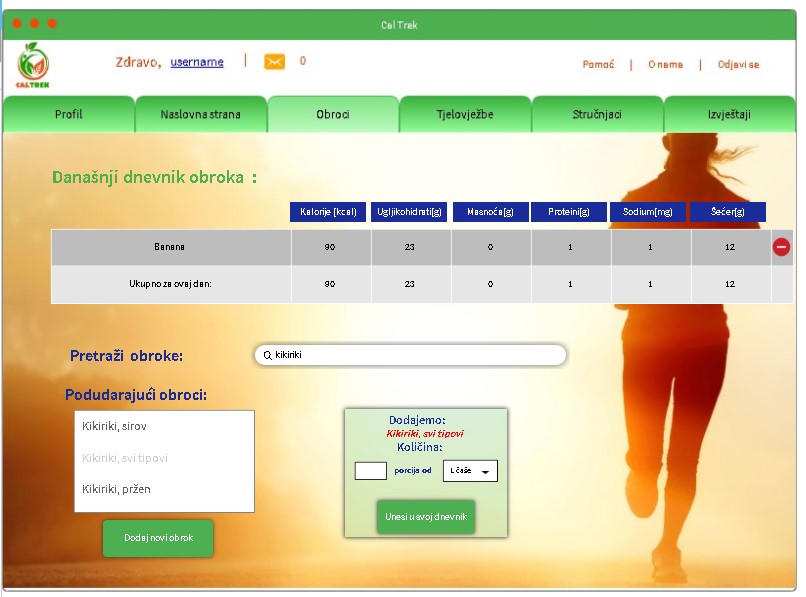 Cal Trek
CALTREK
Zdravo, username | 0
Pomoć | O nama | Odjavi se
Profil Naslovna strana Obroci Tjelovježbe Stručnjaci Izvještaji
Današnji dnevnik obroka :
Kalorije [kcal] Ugljikohidrati[g] Masnoća[g] Proteini[g] Sodium[mg] Šećer[g]
Banana 90 23 0 1 1 12
Ukupno za ovaj dan: 90 23 0 1 1 12
Pretraži obroke: kikiriki
Podudarajući obroci:
Kikiriki, sirov
Kikiriki, svi tipovi
Kikiriki, pržen
Dodaj novi obrok
Dodajemo:
Kikiriki, svi tipovi
Količina:
porcija od
Unesi u svoj dnevnik